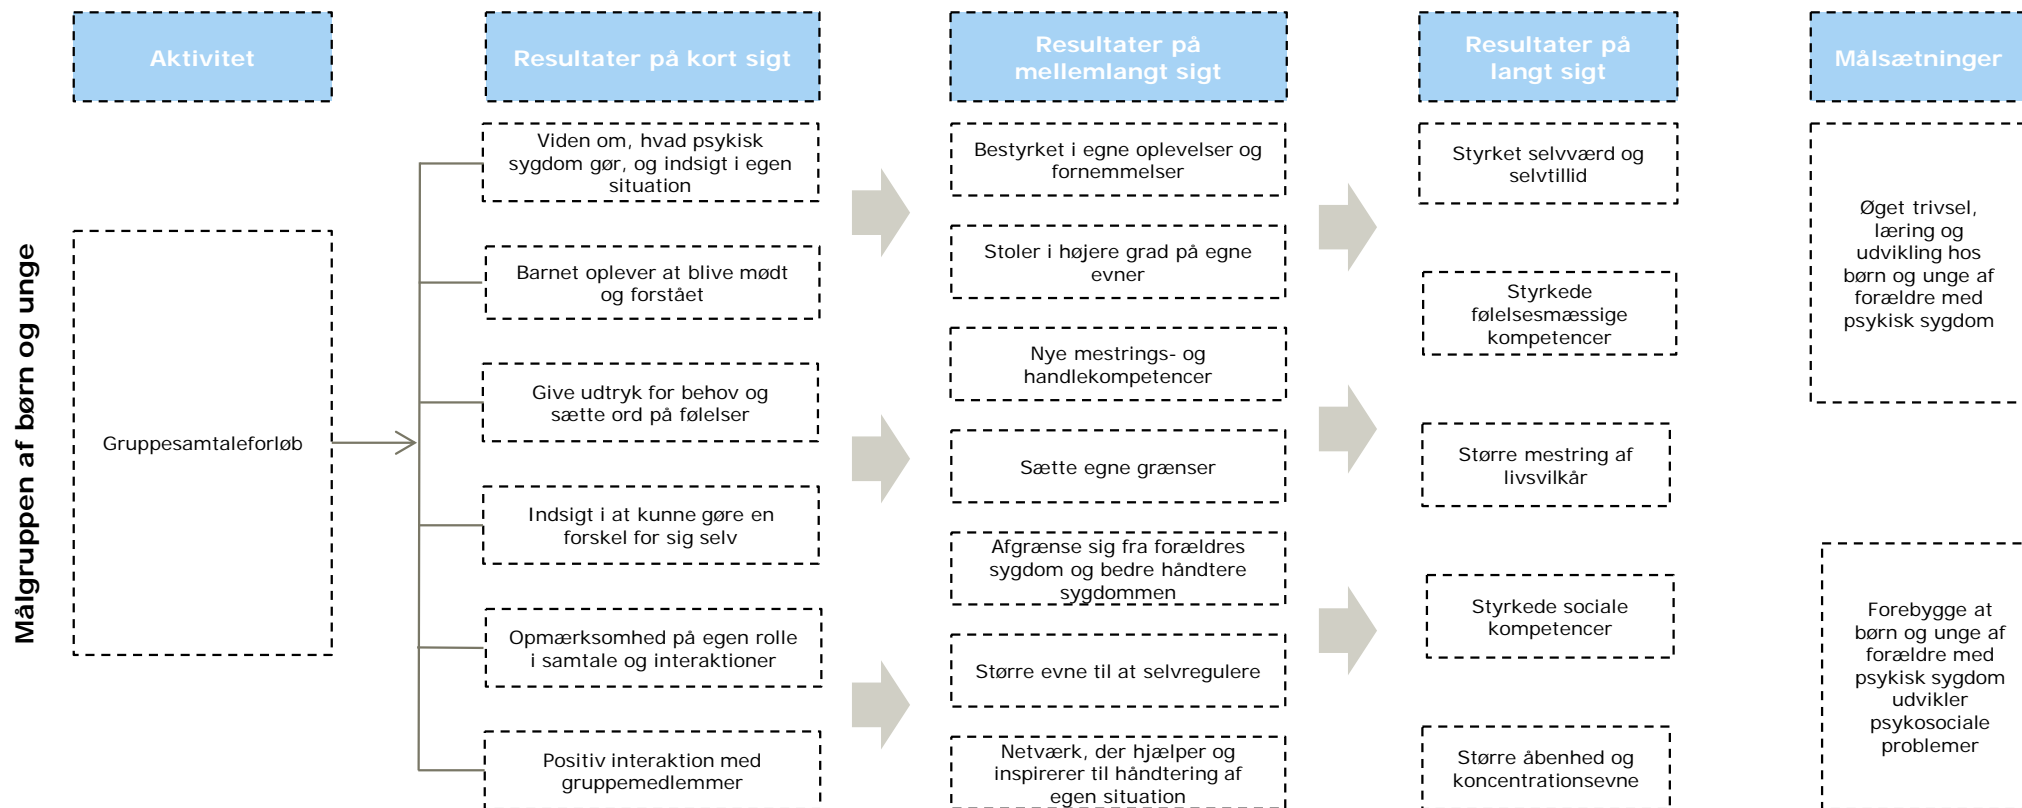 Målgruppen af børn og unge
Aktivitet
Gruppesamtaleforløb
Resultater på kort sigt
Viden om, hvad psykisk
sygdom gør, og indsigt i egen
situation
Barnet oplever at blive mødt
og forstået
Give udtryk for behov og
sætte ord på følelser
Indsigt i at kunne gøre en
forskel for sig selv
Opmærksomhed på egen rolle
i samtale og interaktioner
Positiv interaktion med
gruppemedlemmer
Resultater på
mellemlangt sigt
Bestyrket i egne oplevelser og
fornemmelser
Stoler i højere grad på egne
evner
Nye mestrings- og
handlekompetencer
Sætte egne grænser
Afgrænse sig fra forældres
sygdom og bedre håndtere
sygdommen
Større evne til at selvregulere
Netværk, der hjælper og
inspirerer til håndtering af
egen situation
Resultater på
langt sigt
Styrket selvværd og
selvtillid
Styrkede
følelsesmæssige
kompetencer
Større mestring af
livsvilkår
Styrkede sociale
kompetencer
Større åbenhed og
koncentrationsevne
Målsætninger
Øget trivsel,
læring og
udvikling hos
børn og unge af
forældre med
psykisk sygdom
Forebygge at
børn og unge af
forældre med
psykisk sygdom
udvikler
psykosociale
problemer